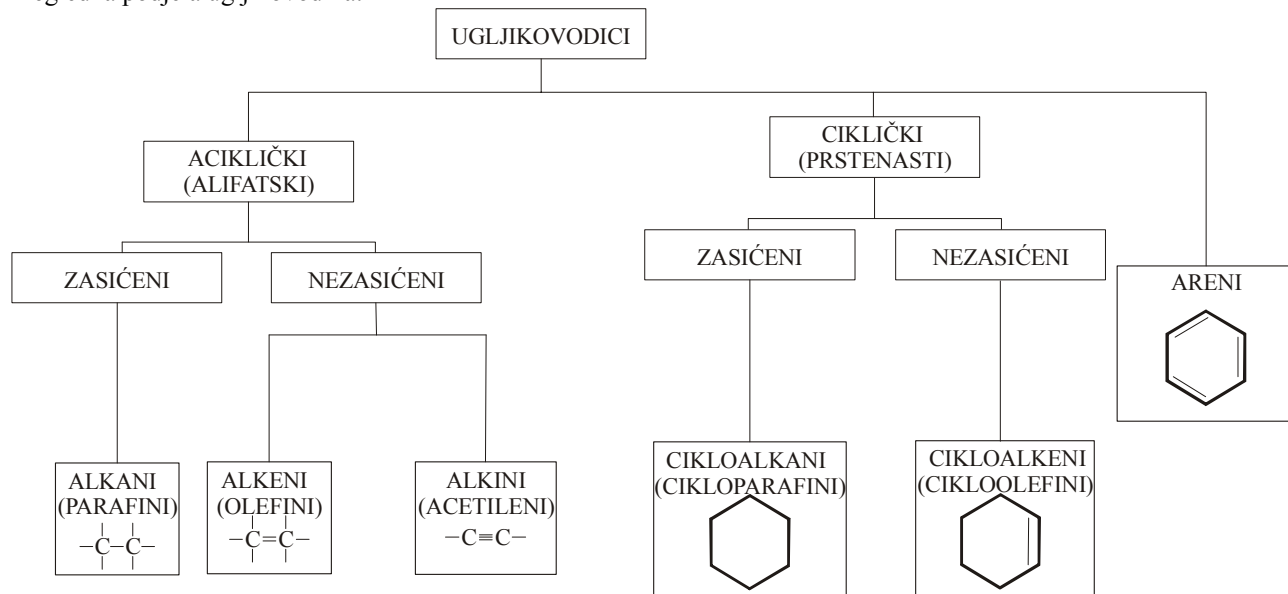 UGLJIKOVODICI
ACIKLIČKI
(ALIFATSKI)
CIKLIČKI
(PRSTENASTI)
ZASIĆENI
NEZASIĆENI
ZASIĆENI
NEZASIĆENI
ARENI
ALKANI
(PARAFINI)
–C–C–
ALKENI
(OLEFINI)
–C=C–
ALKINI
(ACETILENI)
–C≡C–
CIKLOALKANI
(CIKLOPARAFINI)
CIKLOALKENI
(CIKLOOLEFINI)